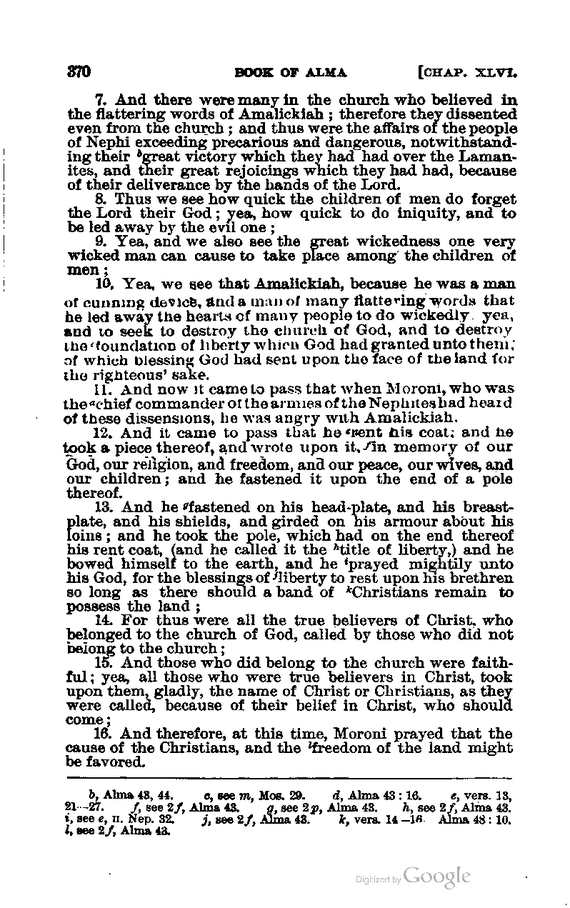 370 BOOK OF ALMA [CHAP. XLVI.
7. And there were many in the church who believed in
the flattering words of Amalickiah ; therefore they dissented
even from the church ; and thus were the affairs of the people
of Nephi exceeding precarious and dangerous, notwithstand-
ing their ᵇgreat victory which they had had over the Laman-
ites, and their great rejoicings which they had had, because
of their deliverance by the hands of the Lord.
8. Thus we see how quick the children of men do forget
the Lord their God ; yea, how quick to do iniquity, and to
be led away by the evil one ;
9. Yea, and we also see the great wickedness one very
wicked man can cause to take place among the children of
men ;
10. Yea, we see that Amalickiah, because he was a man
of cunning device, and a man of many flattering words that
he led away the hearts of many people to do wickedly. yea,
and to seek to destroy the church of God, and to destroy
the ᶜfoundation of liberty which God had granted unto them;
of which blessing God had sent upon the face of the land for
the righteous' sake.
11. And now it came to pass that when Moroni, who was
the ᵈchief commander of the armies of the Nephites had heard
of these dissensions, he was angry with Amalickiah.
12. And it came to pass that he ᵉrent his coat; and he
took a piece thereof, and wrote upon it, ᶠIn memory of our
God, our religion, and freedom, and our peace, our wives, and
our children ; and he fastened it upon the end of a pole
thereof.
13. And he ᵍfastened on his head-plate, and his breast-
plate, and his shields, and girded on his armour about his
loins ; and he took the pole, which had on the end thereof
his rent coat, (and he called it the ʰtitle of liberty,) and he
bowed himself to the earth, and he ⁱprayed mightily unto
his God, for the blessings of ʲliberty to rest upon his brethren
so long as there should a band of ᵏChristians remain to
possess the land ;
14. For thus were all the true believers of Christ, who
belonged to the church of God, called by those who did not
belong to the church ;
15. And those who did belong to the church were faith-
ful ; yea, all those who were true believers in Christ, took
upon them, gladly, the name of Christ or Christians, as they
were called, because of their belief in Christ, who should
come ;
16. And therefore, at this time, Moroni prayed that the
cause of the Christians, and the ˡfreedom of the land might
be favored.
b, Alma 43, 44. c, see m, Mos. 29. d, Alma 43 : 16. e, vers. 13,
21--27. f, see 2 f, Alma 43. g, see 2 p, Alma 43. h, see 2 f, Alma 43.
i, see e, II. Nep. 32. j, see 2 f, Alma 43. k, vers. 14--16. Alma 48 : 10.
l, see 2 f, Alma 43.
Digitized by Google